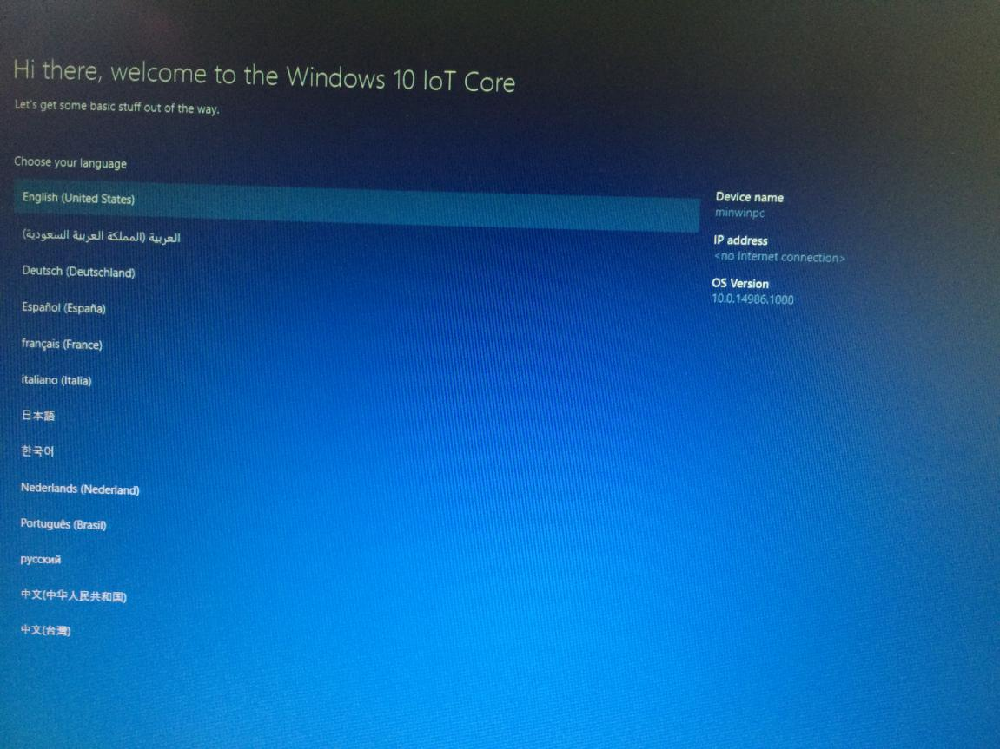 Hi there, welcome to the Windows 10 IoT Core
Let's get some basic stuff out of the way.
Choose your language
English (United States)
العربية (المملكة العربية السعودية)
Deutsch (Deutschland)
Español (España)
français (France)
italiano (Italia)
日本語
한국어
Nederlands (Nederland)
Português (Brasil)
русский
中文(中华人民共和国)
中文(台灣)
Device name
minwinpc
IP address
<no Internet connection>
OS Version
10.0.14986.1000